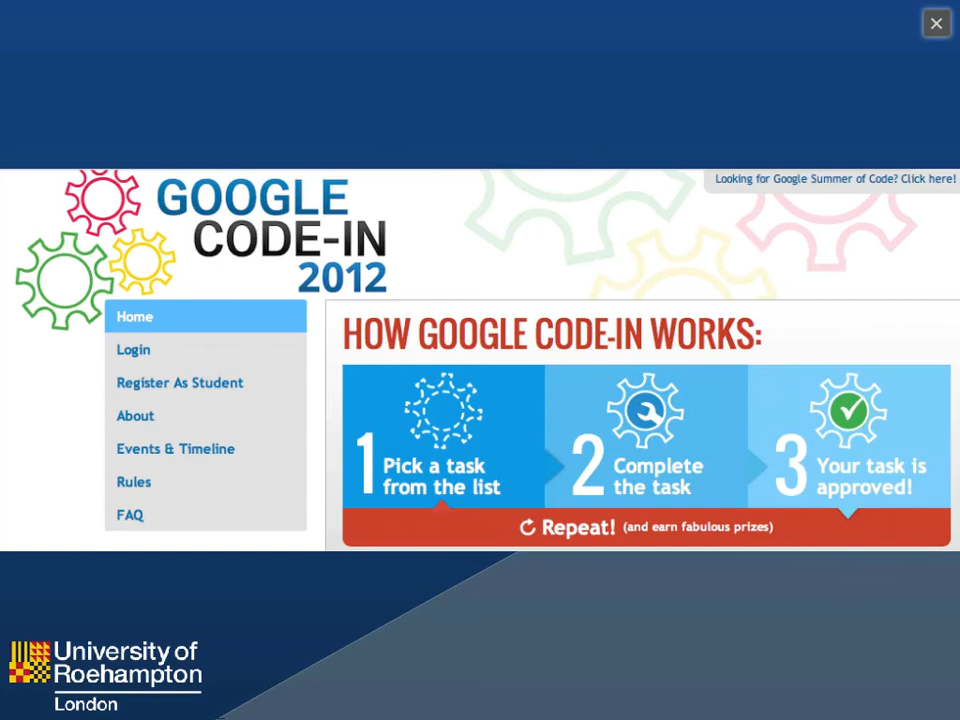 Looking for Google Summer of Code? Click here!
GOOGLE
CODE-IN
2012
Home
Login
Register As Student
About
Events & Timeline
Rules
FAQ
HOW GOOGLE CODE-IN WORKS:
1 Pick a task
from the list
2 Complete
the task
3 Your task is
approved!
Repeat! (and earn fabulous prizes)
University of
Roehampton
London